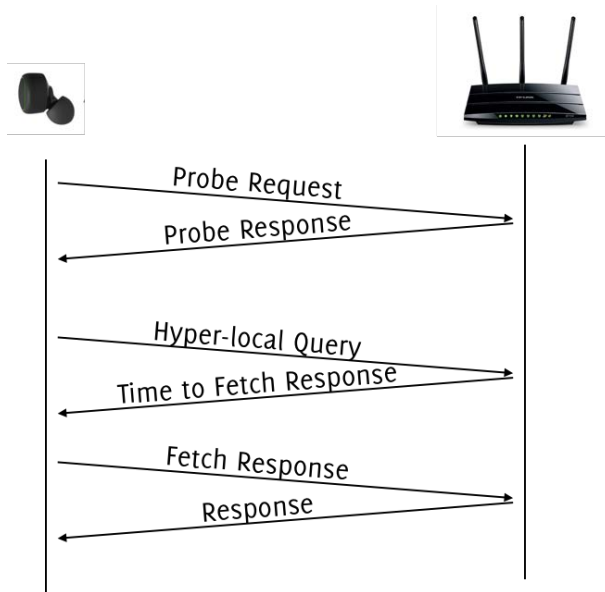 Probe Request
Probe Response
Hyper-local Query
Time to Fetch Response
Fetch Response
Response